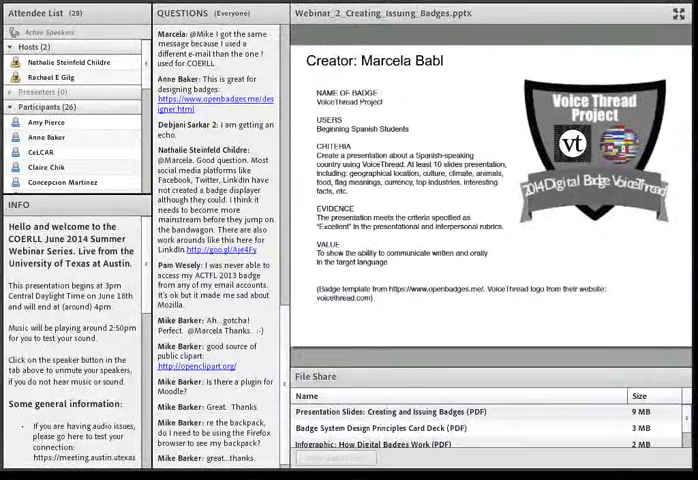 Attendee List (28)
Active Speakers
Hosts (2)
Nathalie Steinfeld Childre
Rachael E Gilg
Presenters (0)
Participants (26)
Amy Pierce
Anne Baker
CeLCAR
Claire Chik
Concepcion Martinez
INFO
Hello and welcome to the
COERLL June 2014 Summer
Webinar Series. Live from the
University of Texas at Austin.
This presentation begins at 3pm
Central Daylight Time on June 18th
and will end at (around) 4pm.
Music will be playing around 2:50pm
for you to test your sound.
Click on the speaker button in the
tab above to unmute your speakers,
if you do not hear music or sound.
Some general information:
• If you are having audio issues,
please go here to test your
connection:
https://meeting.austin.utexas
QUESTIONS (Everyone)
Marcela: @Mike I got the same
message because I used a
different e-mail than the one I
used for COERLL
Anne Baker: This is great for
designing badges:
https://www.openbadges.me/des
igner.html
Debjani Sarkar 2: I am getting an
echo.
Nathalie Steinfeld Childre:
@Marcela. Good question. Most
social media platforms like
Facebook, Twitter, LinkdIn have
not created a badge displayer
although they could. I think it
needs to become more
mainstream before they jump on
the bandwagon. There are also
work arounds like this here for
LinkdIn http://goo.gl/Aje4Fy
Pam Wesely: I was never able to
access my ACTFL 2013 badge
from any of my email accounts.
It's ok but it made me sad about
Mozilla.
Mike Barker: Ah...gotcha!
Perfect. @Marcela Thanks. :-)
Mike Barker: good source of
public clipart:
http://openclipart.org/
Mike Barker: Is there a plugin for
Moodle?
Mike Barker: Great. Thanks.
Mike Barker: re the backpack,
do I need to be using the Firefox
browser to see my backpack?
Mike Barker: great...thanks.
Webinar_2_Creating_Issuing_Badges.pptx
Creator: Marcela Babl
NAME OF BADGE
VoiceThread Project
USERS
Beginning Spanish Students
CRITERIA
Create a presentation about a Spanish-speaking
country using VoiceThread. At least 10 slides presentation,
including: geographical location, culture, climate, animals,
food, flag meanings, currency, top industries, interesting
facts, etc.
EVIDENCE
The presentation meets the criteria specified as
"Excellent" in the presentational and interpersonal rubrics.
VALUE
To show the ability to communicate written and orally
in the target language
(Badge template from https://www.openbadges.me/. VoiceThread logo from their website:
voicethread.com)
Voice Thread
Project
vt
2014 Digital Badge VoiceThread
File Share
Name Size
Presentation Slides: Creating and Issuing Badges (PDF) 9 MB
Badge System Design Principles Card Deck (PDF) 3 MB
Infographic: How Digital Badges Work (PDF) 2 MB